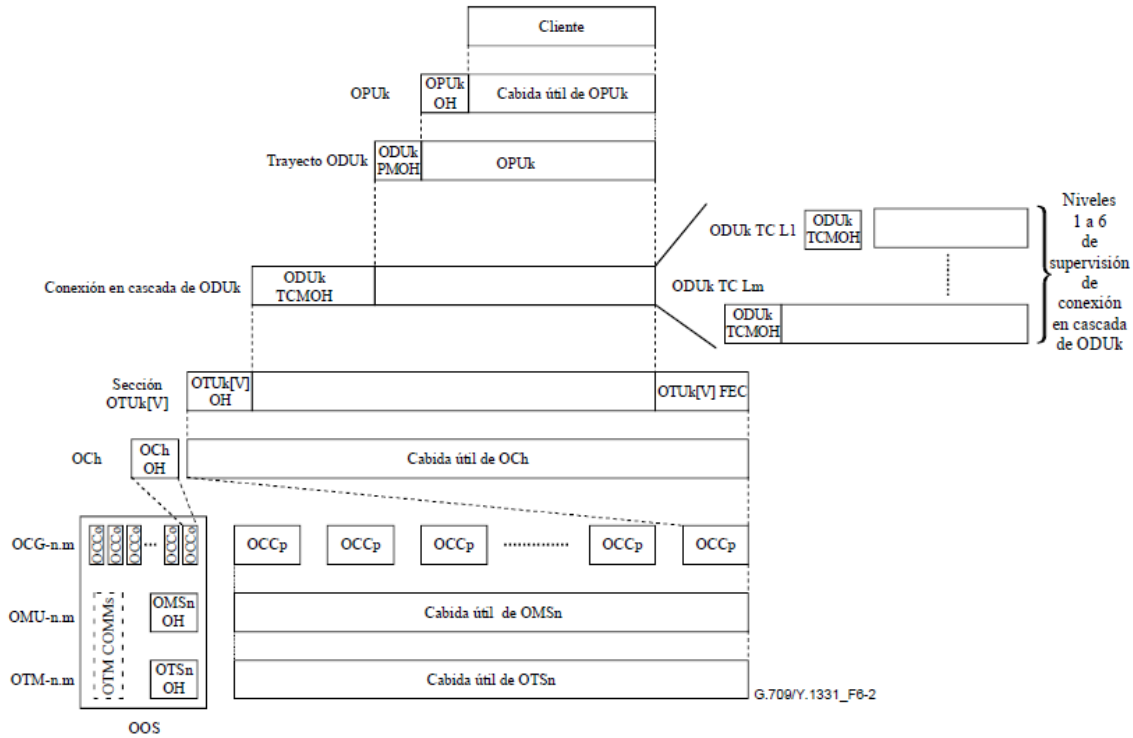 Cliente
OPUk
OPUk
OH
Cabida útil de OPUk
Trayecto ODUk
ODUk
PMOH
OPUk
ODUk TC L1
ODUk
TCMOH
Niveles
1 a 6
de
supervisión
de
conexión
en cascada
de ODUk
Conexión en cascada de ODUk
ODUk
TCMOH
ODUk TC Lm
ODUk
TCMOH
Sección
OTUk[V]
OTUk[V]
OH
OTUk[V] FEC
OCh
OCh
OH
Cabida útil de OCh
OCG-n.m
OCCo
OCCo
OCCo
OCCo
OCCo
OCCp
OCCp
OCCp
OCCp
OCCp
OMU-n.m
OTM COMMs
OMSn
OH
Cabida útil de OMSn
OTM-n.m
OTSn
OH
Cabida útil de OTSn
G.709/Y.1331_F6-2
OOS